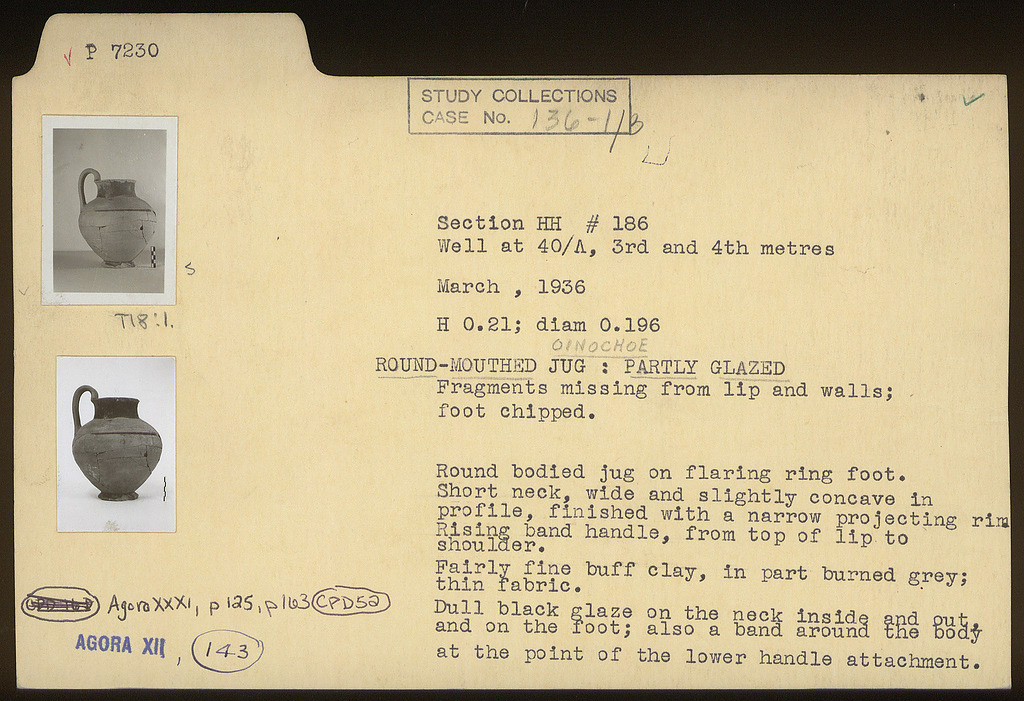 P 7230
STUDY COLLECTIONS
CASE No. 136-1/B
Section HH # 186
Well at 40/Λ, 3rd and 4th metres
March , 1936
H 0.21; diam 0.196
OINOCHOE
ROUND-MOUTHED JUG : PARTLY GLAZED
Fragments missing from lip and walls;
foot chipped.
Round bodied jug on flaring ring foot.
Short neck, wide and slightly concave in
profile, finished with a narrow projecting rim
Rising band handle, from top of lip to
shoulder.
Fairly fine buff clay, in part burned grey;
thin fabric.
Dull black glaze on the neck inside and out,
and on the foot; also a band around the body
at the point of the lower handle attachment.
S
T18:1.
Agora XXXI, p 125, p 163 CPD52
AGORA XII, 143